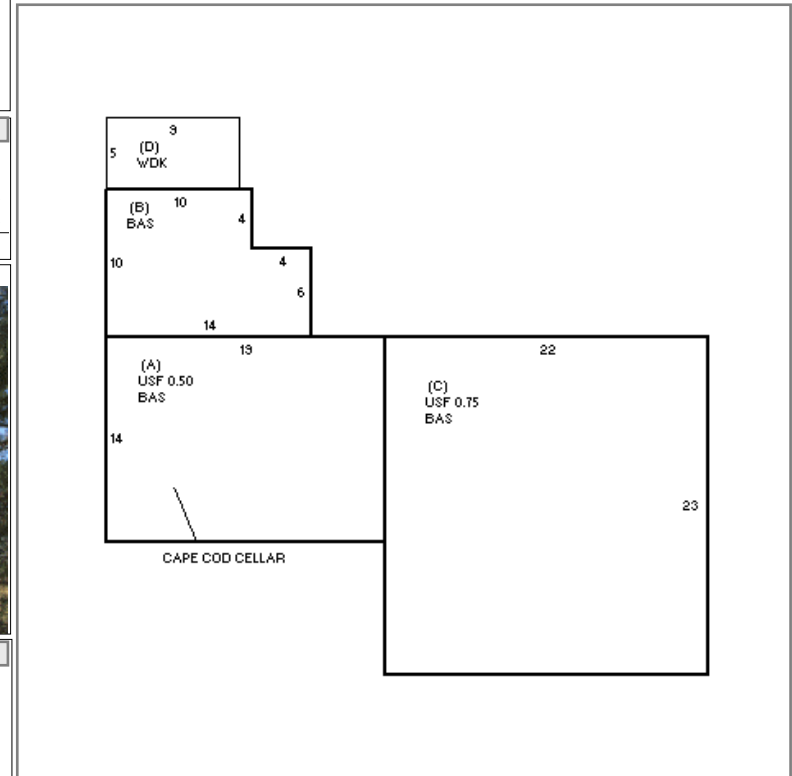 9
5
(D)
WDK
10
(B)
BAS
4
10
4
6
14
19
(A)
USF 0.50
BAS
14
22
(C)
USF 0.75
BAS
23
CAPE COD CELLAR